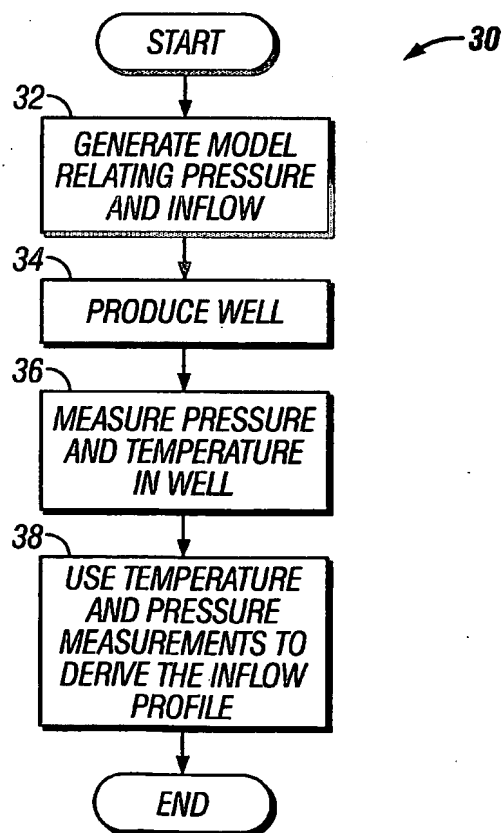 START
30
32
GENERATE MODEL
RELATING PRESSURE
AND INFLOW
34
PRODUCE WELL
36
MEASURE PRESSURE
AND TEMPERATURE
IN WELL
38
USE TEMPERATURE
AND PRESSURE
MEASUREMENTS TO
DERIVE THE INFLOW
PROFILE
END